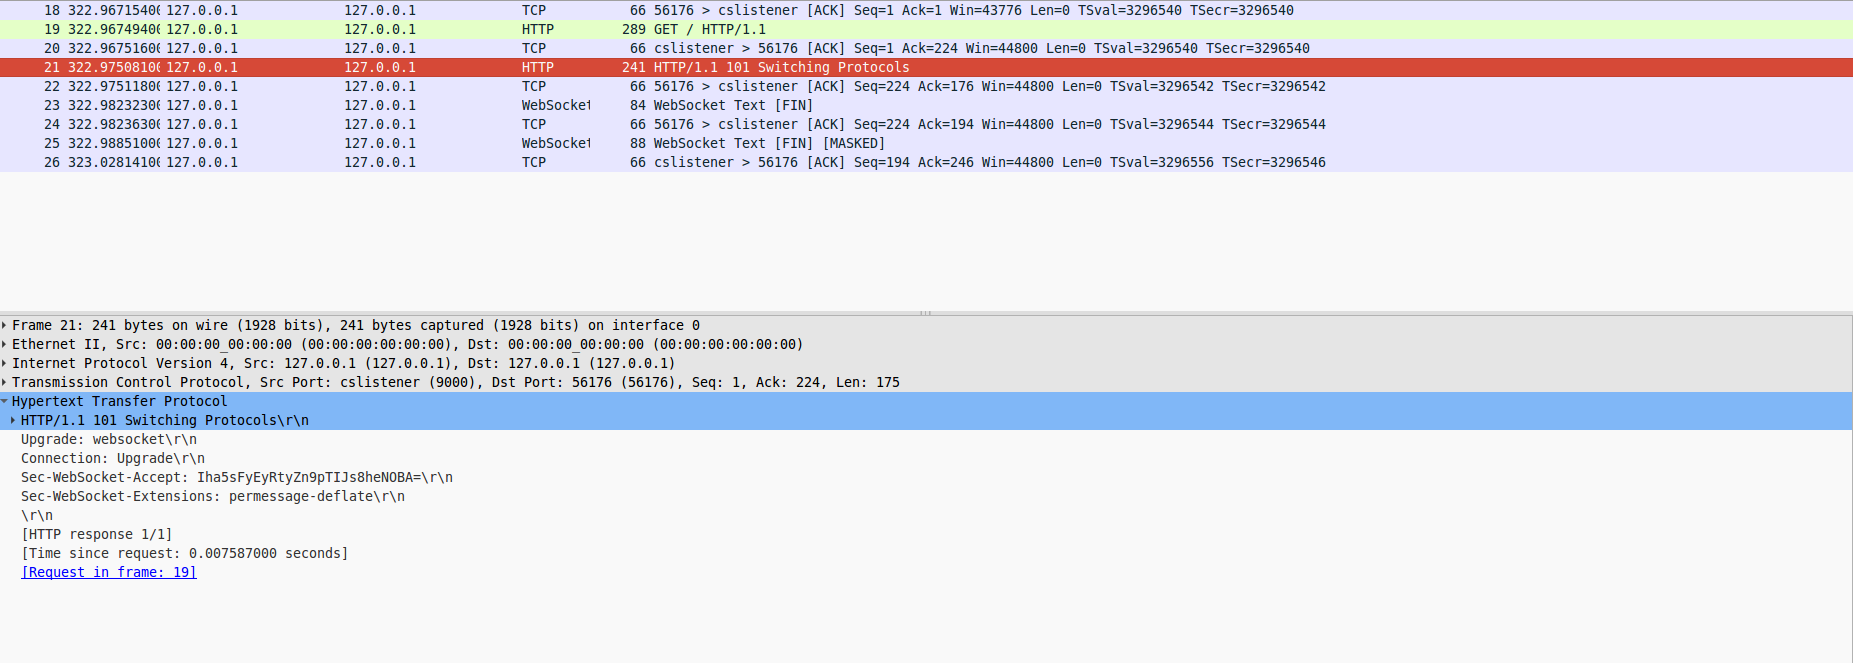 18 322.96715400 127.0.0.1 127.0.0.1 TCP 66 56176 > cslistener [ACK] Seq=1 Ack=1 Win=43776 Len=0 TSval=3296540 TSecr=3296540
19 322.96749400 127.0.0.1 127.0.0.1 HTTP 289 GET / HTTP/1.1
20 322.96751600 127.0.0.1 127.0.0.1 TCP 66 cslistener > 56176 [ACK] Seq=1 Ack=224 Win=44800 Len=0 TSval=3296540 TSecr=3296540
21 322.97508100 127.0.0.1 127.0.0.1 HTTP 241 HTTP/1.1 101 Switching Protocols
22 322.97511800 127.0.0.1 127.0.0.1 TCP 66 56176 > cslistener [ACK] Seq=224 Ack=176 Win=44800 Len=0 TSval=3296542 TSecr=3296542
23 322.98232300 127.0.0.1 127.0.0.1 WebSocket 84 WebSocket Text [FIN]
24 322.98236300 127.0.0.1 127.0.0.1 TCP 66 56176 > cslistener [ACK] Seq=224 Ack=194 Win=44800 Len=0 TSval=3296544 TSecr=3296544
25 322.98851000 127.0.0.1 127.0.0.1 WebSocket 88 WebSocket Text [FIN] [MASKED]
26 323.02814100 127.0.0.1 127.0.0.1 TCP 66 cslistener > 56176 [ACK] Seq=194 Ack=246 Win=44800 Len=0 TSval=3296556 TSecr=3296546
Frame 21: 241 bytes on wire (1928 bits), 241 bytes captured (1928 bits) on interface 0
Ethernet II, Src: 00:00:00_00:00:00 (00:00:00:00:00:00), Dst: 00:00:00_00:00:00 (00:00:00:00:00:00)
Internet Protocol Version 4, Src: 127.0.0.1 (127.0.0.1), Dst: 127.0.0.1 (127.0.0.1)
Transmission Control Protocol, Src Port: cslistener (9000), Dst Port: 56176 (56176), Seq: 1, Ack: 224, Len: 175
Hypertext Transfer Protocol
HTTP/1.1 101 Switching Protocols\r\n
Upgrade: websocket\r\n
Connection: Upgrade\r\n
Sec-WebSocket-Accept: Iha5sFyEyRtyZn9pTIJs8heNOBA=\r\n
Sec-WebSocket-Extensions: permessage-deflate\r\n
\r\n
[HTTP response 1/1]
[Time since request: 0.007587000 seconds]
[Request in frame: 19]